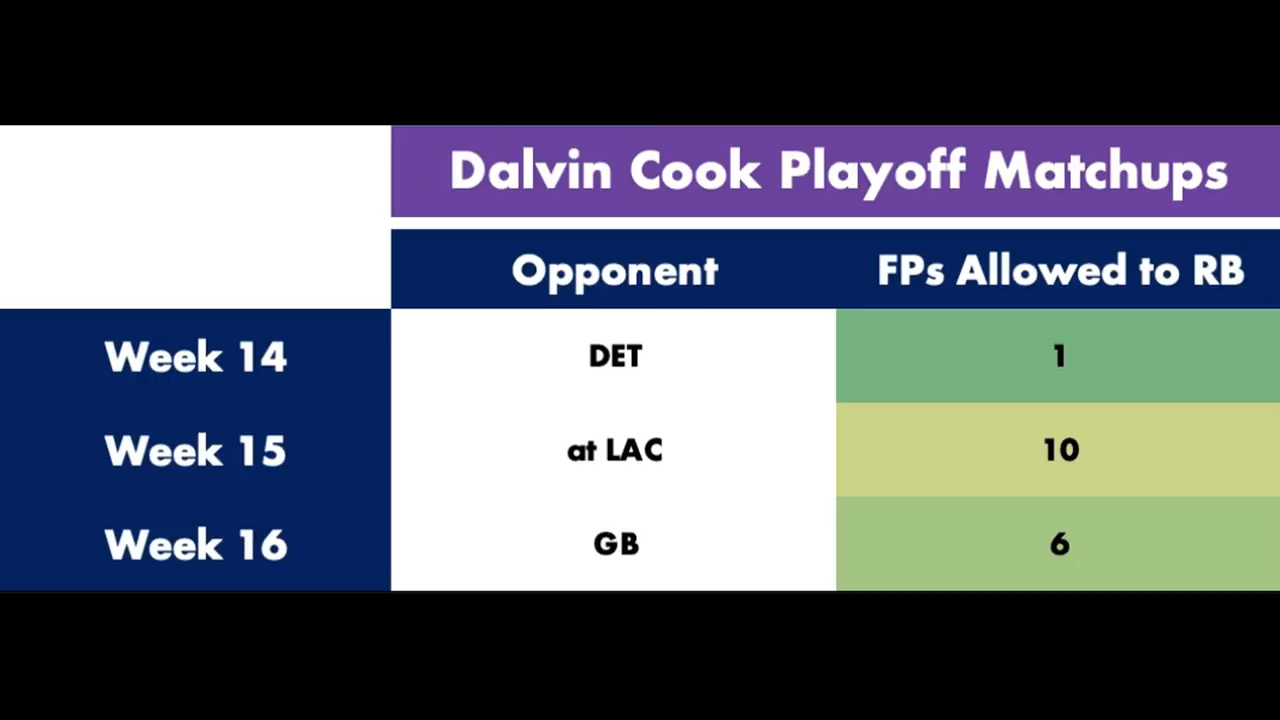 Dalvin Cook Playoff Matchups
Opponent FPs Allowed to RB
Week 14 DET 1
Week 15 at LAC 10
Week 16 GB 6